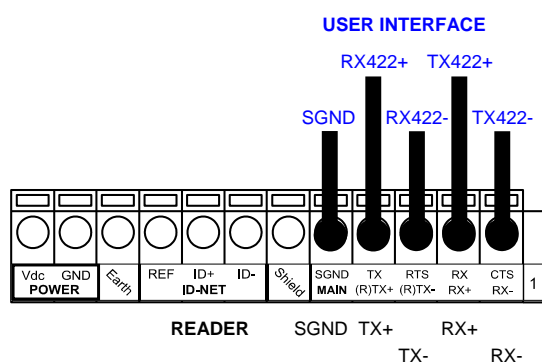 USER INTERFACE
RX422+ TX422+
SGND RX422- TX422-
Vdc GND Earth REF ID+ ID- Shield SGND TX RTS RX CTS 1
POWER ID-NET MAIN (R)TX+ (R)TX- RX+ RX-
READER SGND TX+ RX+
TX- RX-